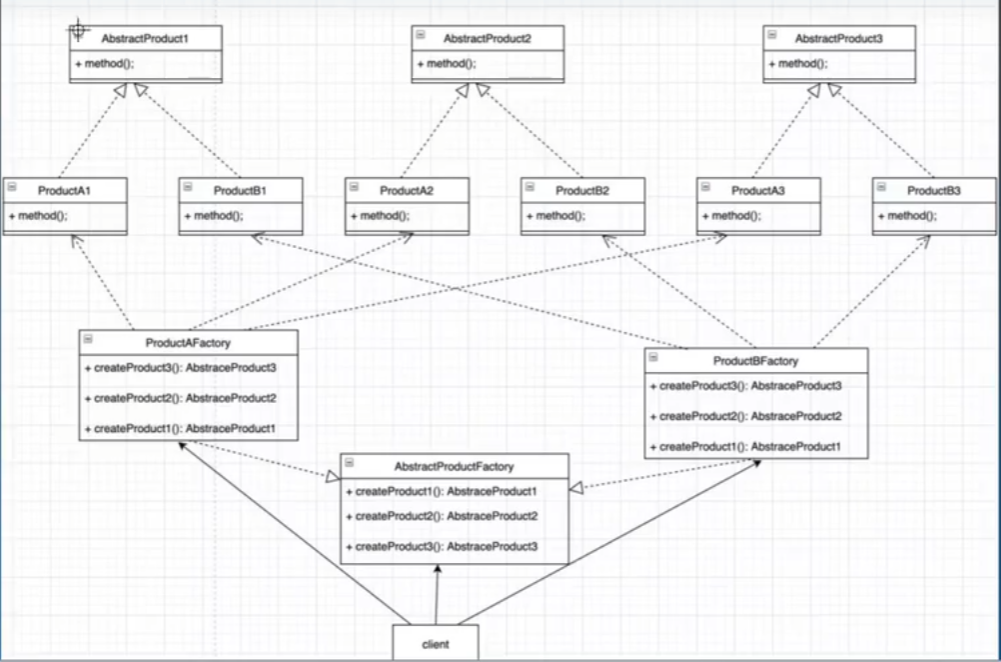 AbstractProduct1
+ method();
AbstractProduct2
+ method();
AbstractProduct3
+ method();
ProductA1
+ method();
ProductB1
+ method();
ProductA2
+ method();
ProductB2
+ method();
ProductA3
+ method();
ProductB3
+ method();
ProductAFactory
+ createProduct3(): AbstraceProduct3
+ createProduct2(): AbstraceProduct2
+ createProduct1(): AbstraceProduct1
ProductBFactory
+ createProduct3(): AbstraceProduct3
+ createProduct2(): AbstraceProduct2
+ createProduct1(): AbstraceProduct1
AbstractProductFactory
+ createProduct1(): AbstraceProduct1
+ createProduct2(): AbstraceProduct2
+ createProduct3(): AbstraceProduct3
client